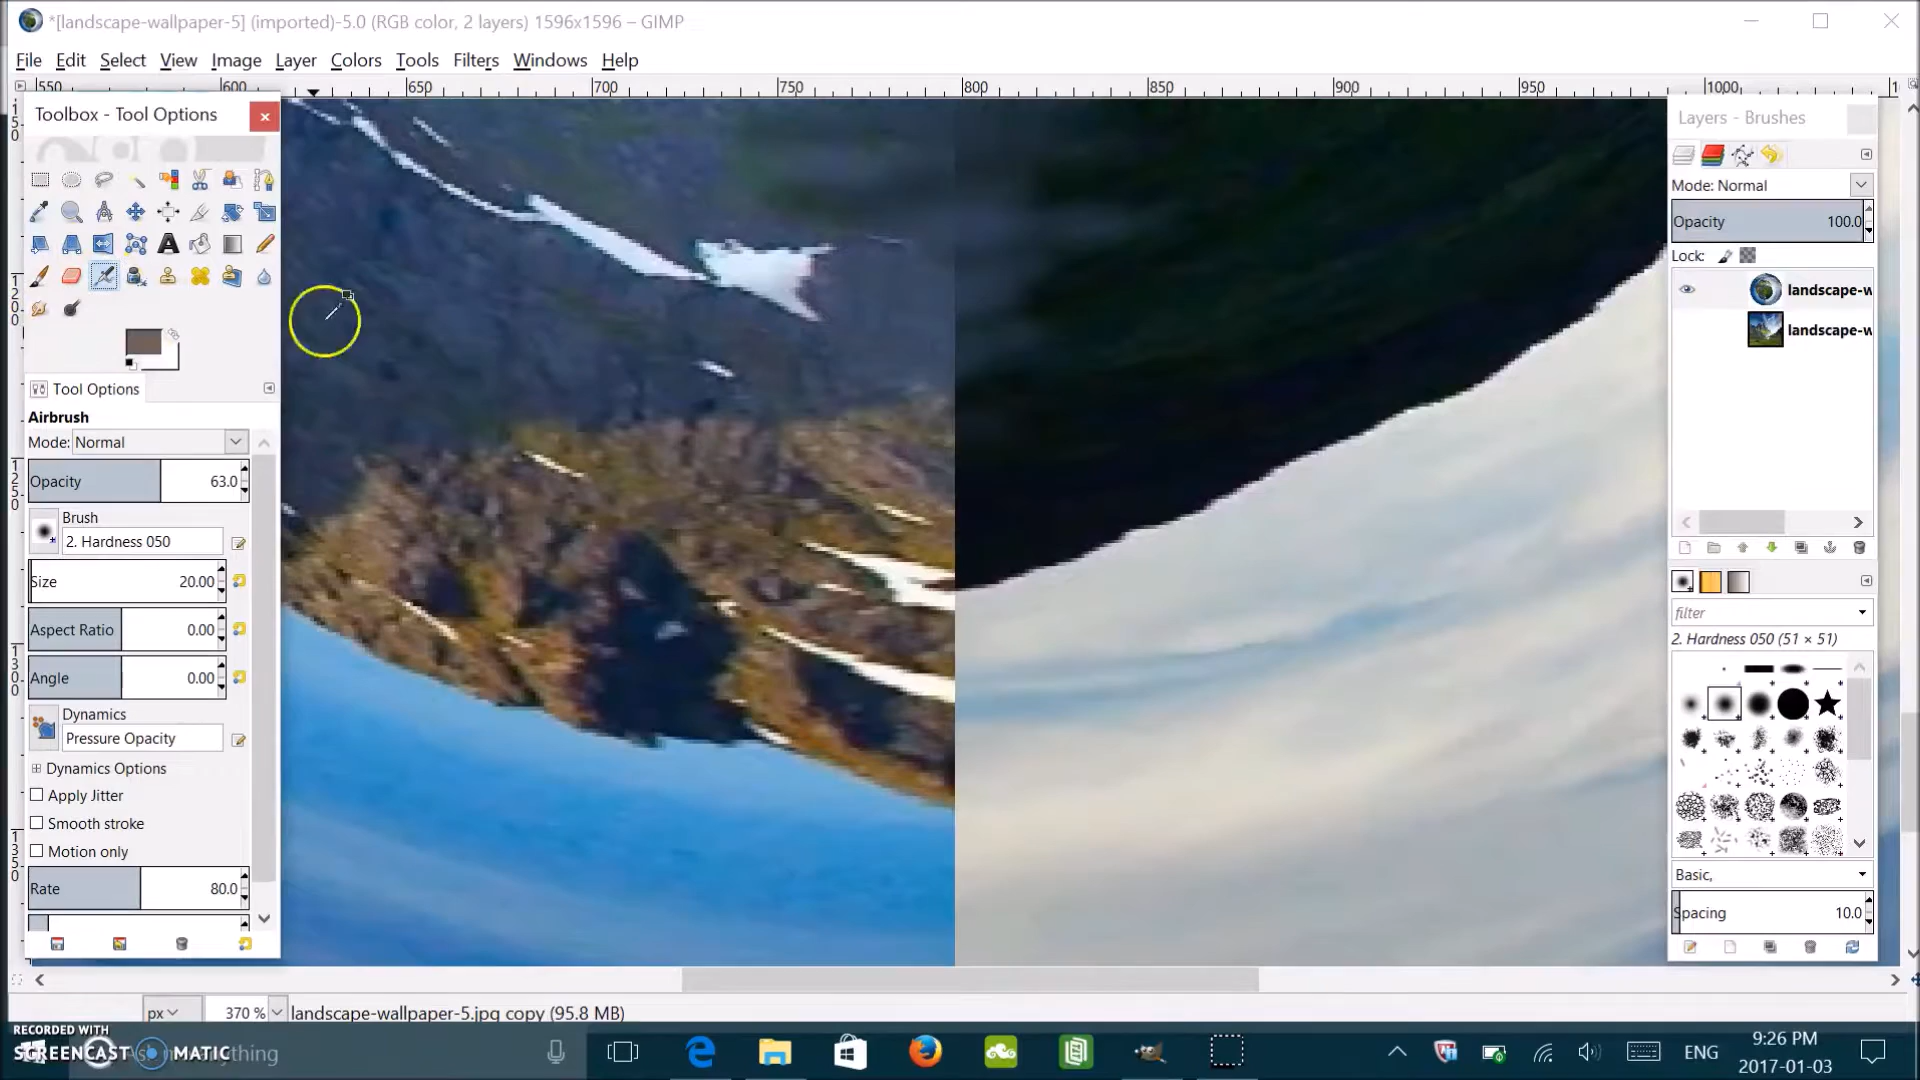 *[landscape-wallpaper-5] (imported)-5.0 (RGB color, 2 layers) 1596x1596 – GIMP
File Edit Select View Image Layer Colors Tools Filters Windows Help
550 600 650 700 750 800 850 900 950 1000
Toolbox - Tool Options
Tool Options
Airbrush
Mode: Normal
Opacity 63.0
Brush
2. Hardness 050
Size 20.00
Aspect Ratio 0.00
Angle 0.00
Dynamics
Pressure Opacity
Dynamics Options
Apply Jitter
Smooth stroke
Motion only
Rate 80.0
1200
1250
1300
1350
Layers - Brushes
Mode: Normal
Opacity 100.0
Lock:
landscape-w
landscape-w
filter
2. Hardness 050 (51 × 51)
Basic,
Spacing 10.0
px 370 % landscape-wallpaper-5.jpg copy (95.8 MB)
RECORDED WITH
SCREENCAST MATIC
ENG
9:26 PM
2017-01-03